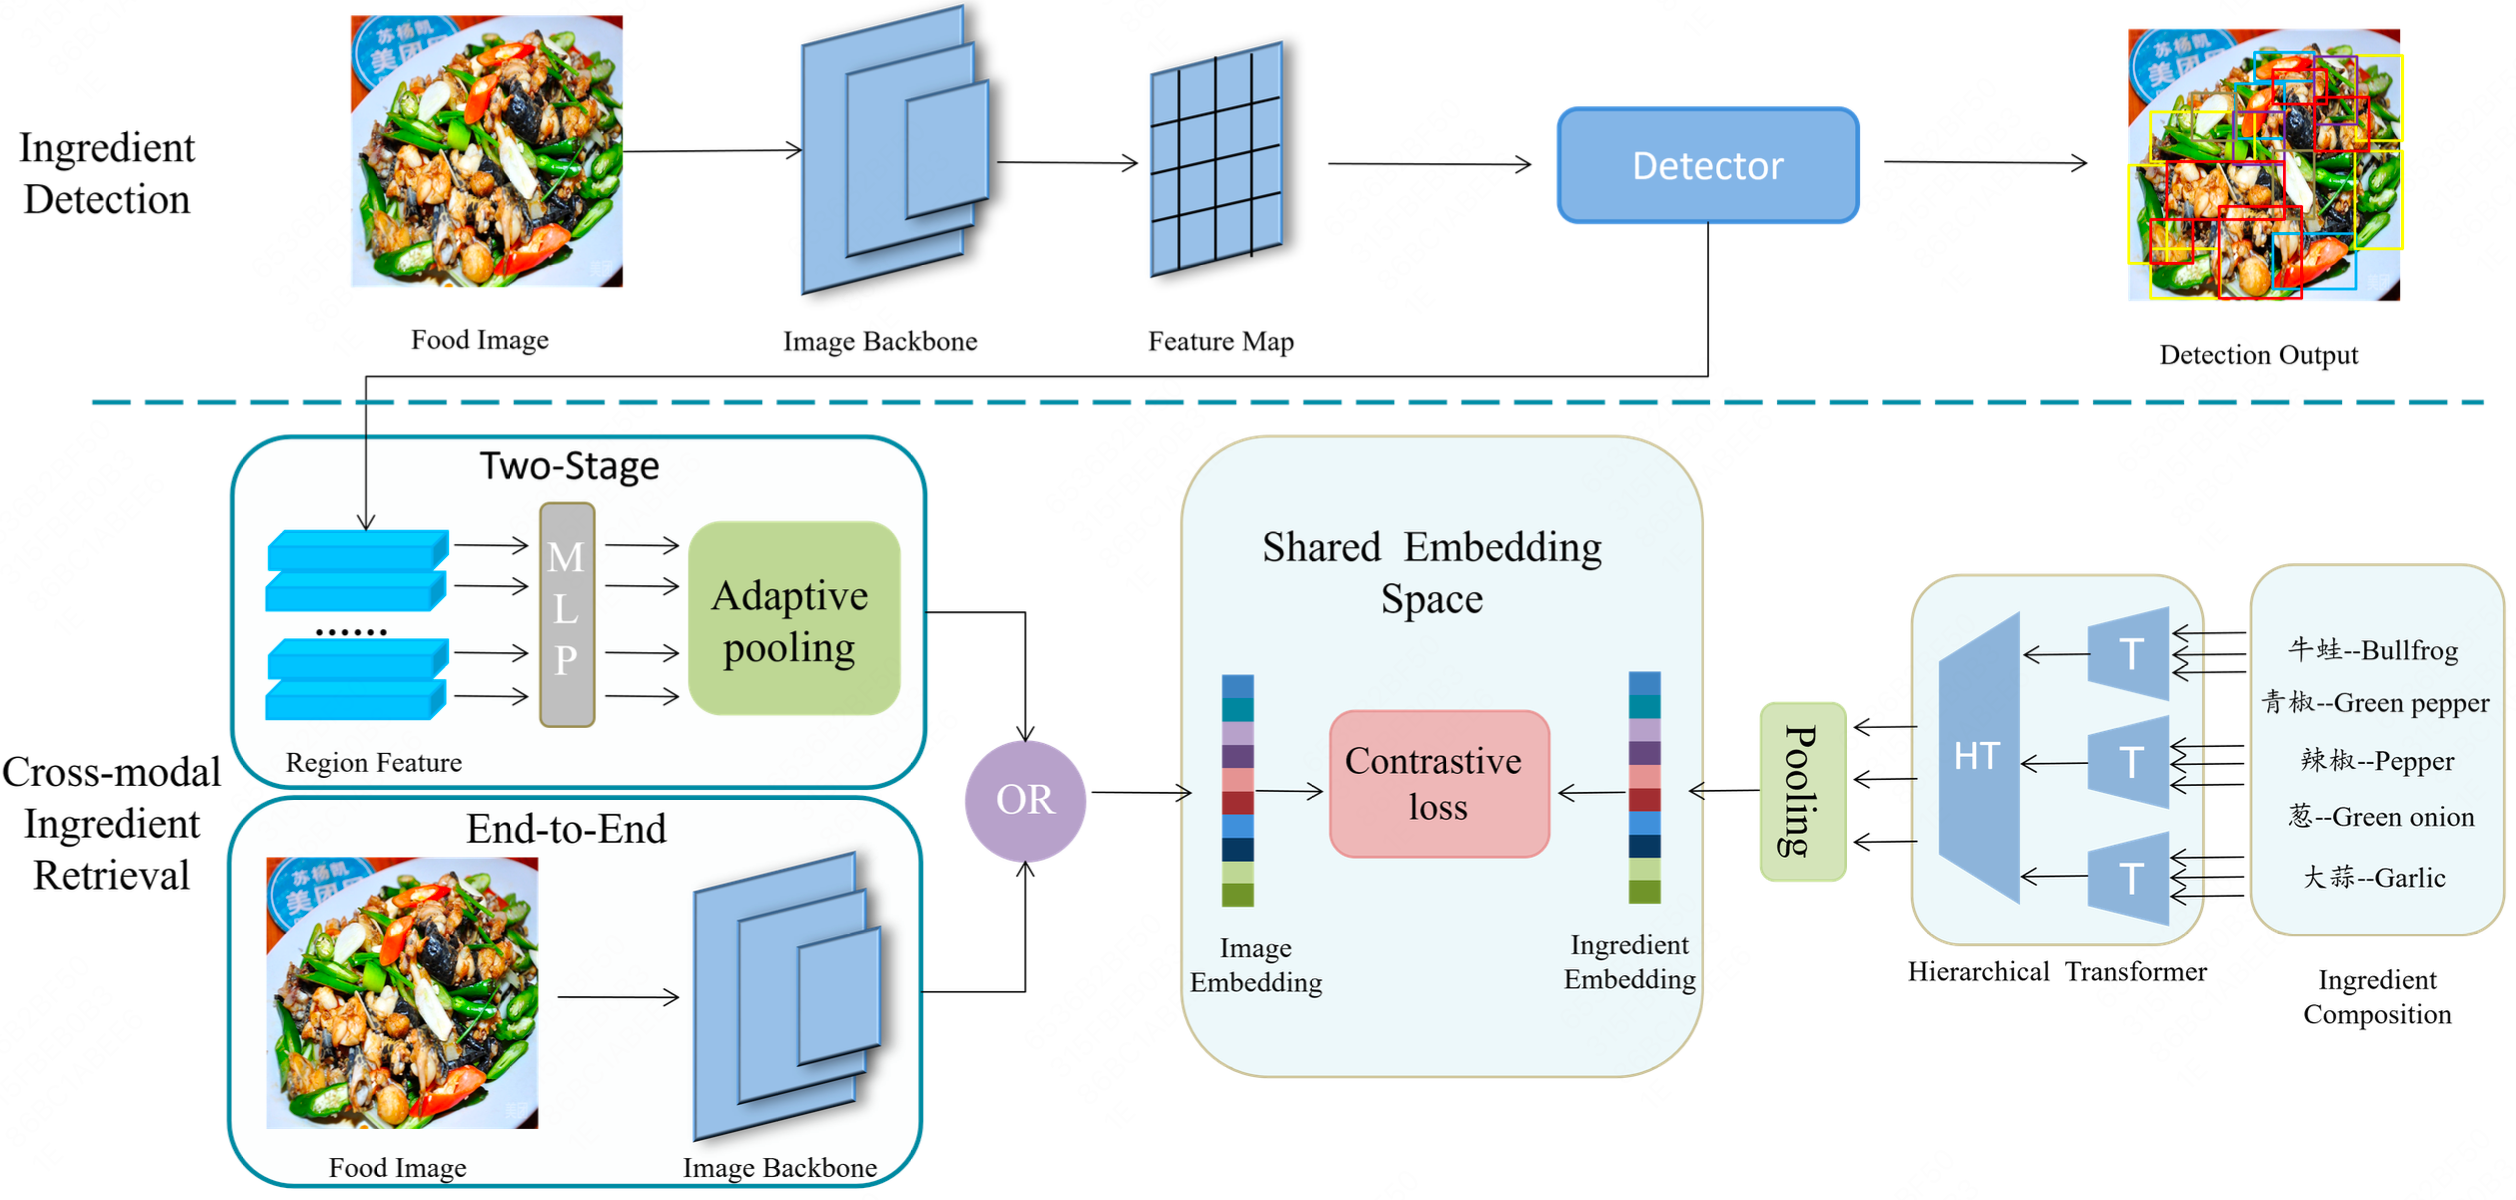 苏杨凯
美团
苏杨凯
美团
Ingredient
Detection
Detector
Food Image
Image Backbone
Feature Map
Detection Output
Two-Stage
M
L
P
Adaptive
pooling
Region Feature
Cross-modal
Ingredient
Retrieval
End-to-End
苏杨凯
美团
Food Image
Image Backbone
OR
Shared Embedding
Space
Contrastive
loss
Image
Embedding
Ingredient
Embedding
Pooling
HT
T
T
T
Hierarchical Transformer
牛蛙--Bullfrog
青椒--Green pepper
辣椒--Pepper
葱--Green onion
大蒜--Garlic
Ingredient
Composition